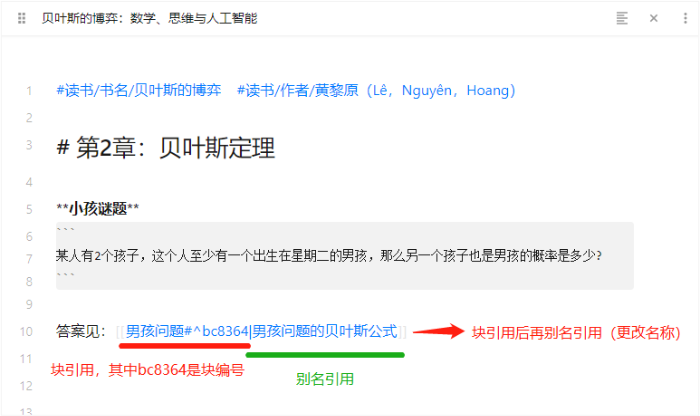 贝叶斯的博弈：数学、思维与人工智能
1 #读书/书名/贝叶斯的博弈 #读书/作者/黄黎原（Lê，Nguyên，Hoang）
2
3 # 第2章：贝叶斯定理
4
5 **小孩谜题**
6 ```
7 某人有2个孩子，这个人至少有一个出生在星期二的男孩，那么另一个孩子也是男孩的概率是多少?
8 ```
9
10 答案见：[[男孩问题#^bc8364|男孩问题的贝叶斯公式]] 块引用后再别名引用（更改名称）
11 块引用，其中bc8364是块编号
别名引用
12
13